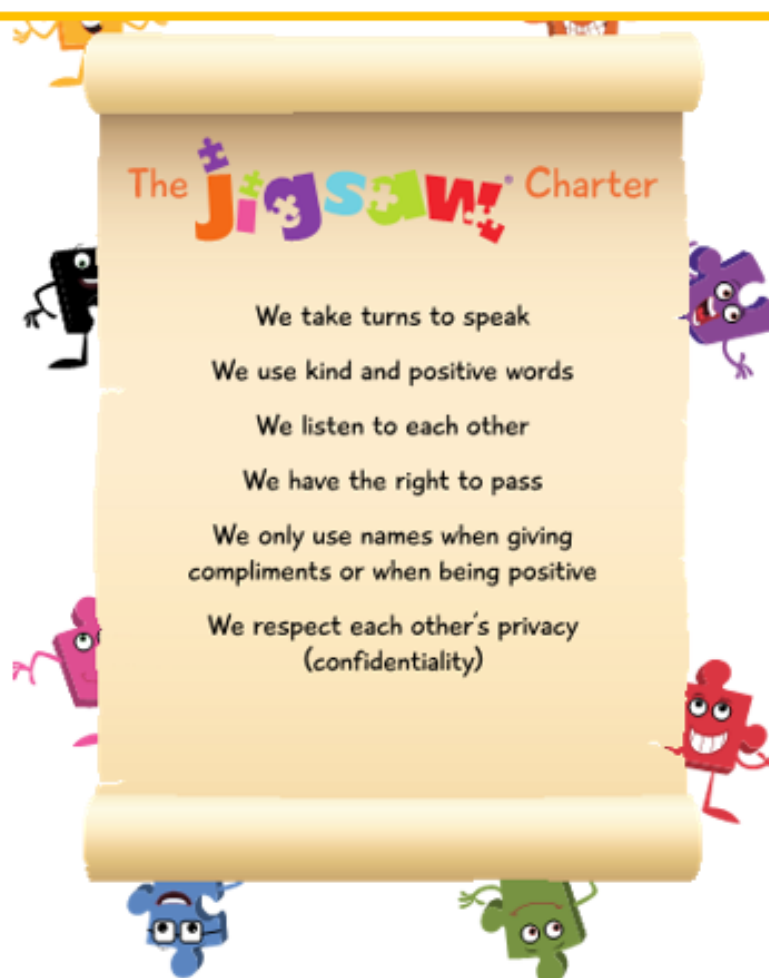 The jigsaw® Charter
We take turns to speak
We use kind and positive words
We listen to each other
We have the right to pass
We only use names when giving
compliments or when being positive
We respect each other's privacy
(confidentiality)